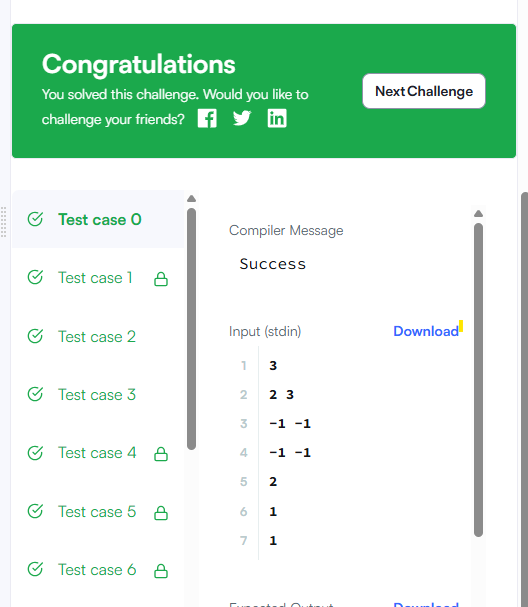 Congratulations
You solved this challenge. Would you like to
challenge your friends?
Next Challenge
Test case 0
Test case 1
Test case 2
Test case 3
Test case 4
Test case 5
Test case 6
Compiler Message
Success
Input (stdin)
Download
1 3
2 2 3
3 -1 -1
4 -1 -1
5 2
6 1
7 1
Expected Output
Download